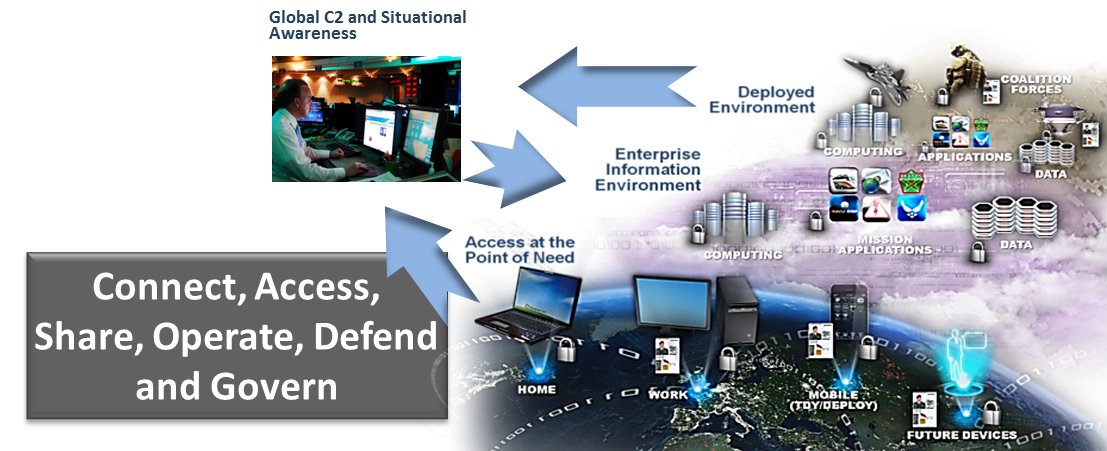 Global C2 and Situational
Awareness
Deployed
Environment
COALITION
FORCES
COMPUTING
APPLICATIONS
DATA
Enterprise
Information
Environment
COMPUTING
MISSION
APPLICATIONS
DATA
Access at the
Point of Need
Connect, Access,
Share, Operate, Defend
and Govern
HOME
WORK
MOBILE
(TDY/DEPLOY)
FUTURE DEVICES